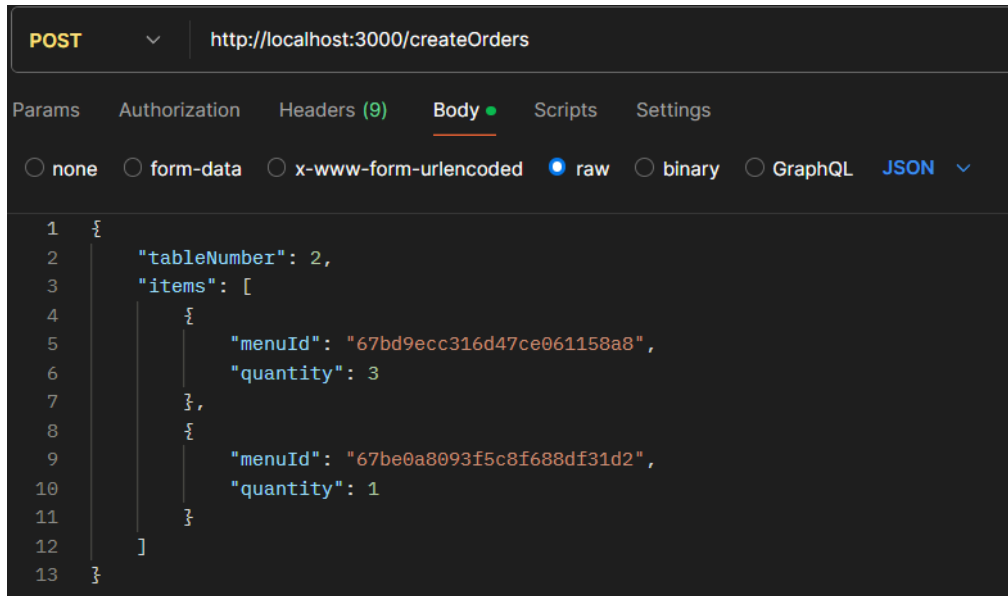 POST http://localhost:3000/createOrders
Params Authorization Headers (9) Body Scripts Settings
none form-data x-www-form-urlencoded raw binary GraphQL JSON
1 {
2 "tableNumber": 2,
3 "items": [
4 {
5 "menuId": "67bd9ecc316d47ce061158a8",
6 "quantity": 3
7 },
8 {
9 "menuId": "67be0a8093f5c8f688df31d2",
10 "quantity": 1
11 }
12 ]
13 }